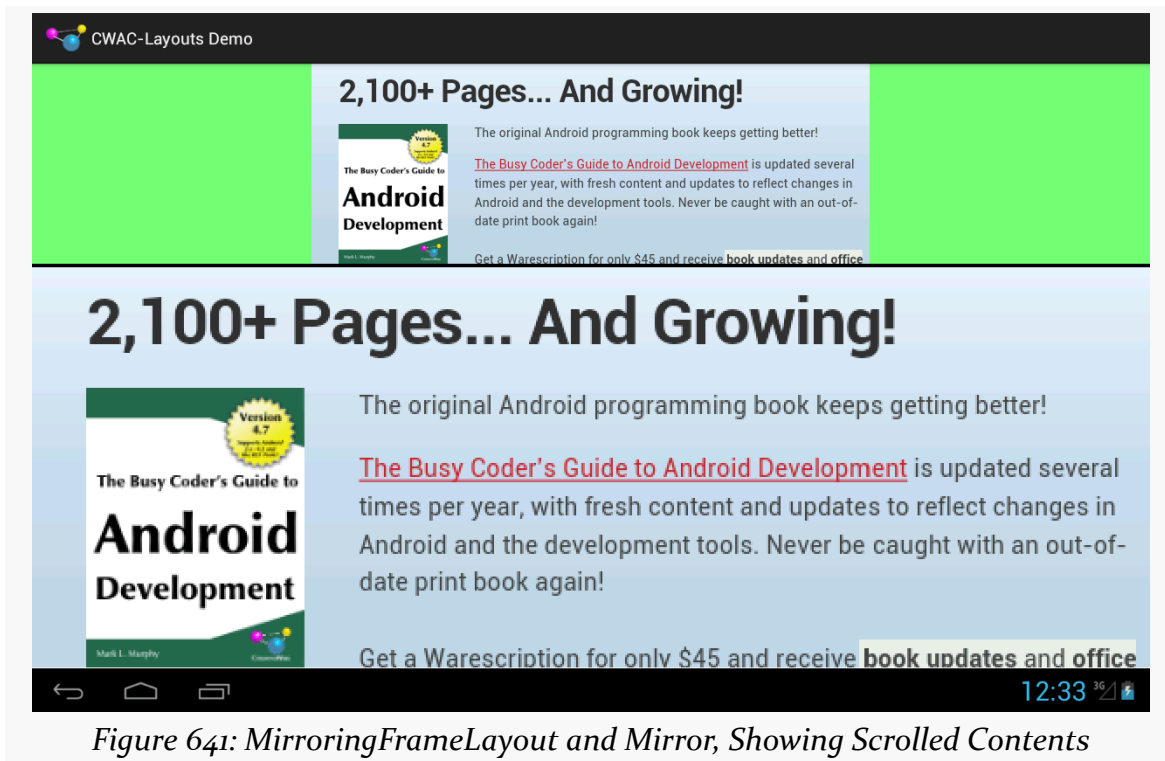 CWAC-Layouts Demo
2,100+ Pages... And Growing!
Version
4.7
The Busy Coder's Guide to
Android
Development
Mark L. Murphy
The original Android programming book keeps getting better!
The Busy Coder's Guide to Android Development is updated several
times per year, with fresh content and updates to reflect changes in
Android and the development tools. Never be caught with an out-of-
date print book again!
Get a Warescription for only $45 and receive book updates and office
2,100+ Pages... And Growing!
Version
4.7
The Busy Coder's Guide to
Android
Development
Mark L. Murphy
CommonsWare
The original Android programming book keeps getting better!
The Busy Coder's Guide to Android Development is updated several
times per year, with fresh content and updates to reflect changes in
Android and the development tools. Never be caught with an out-of-
date print book again!
Get a Warescription for only $45 and receive book updates and office
12:33 3G
Figure 641: MirroringFrameLayout and Mirror, Showing Scrolled Contents